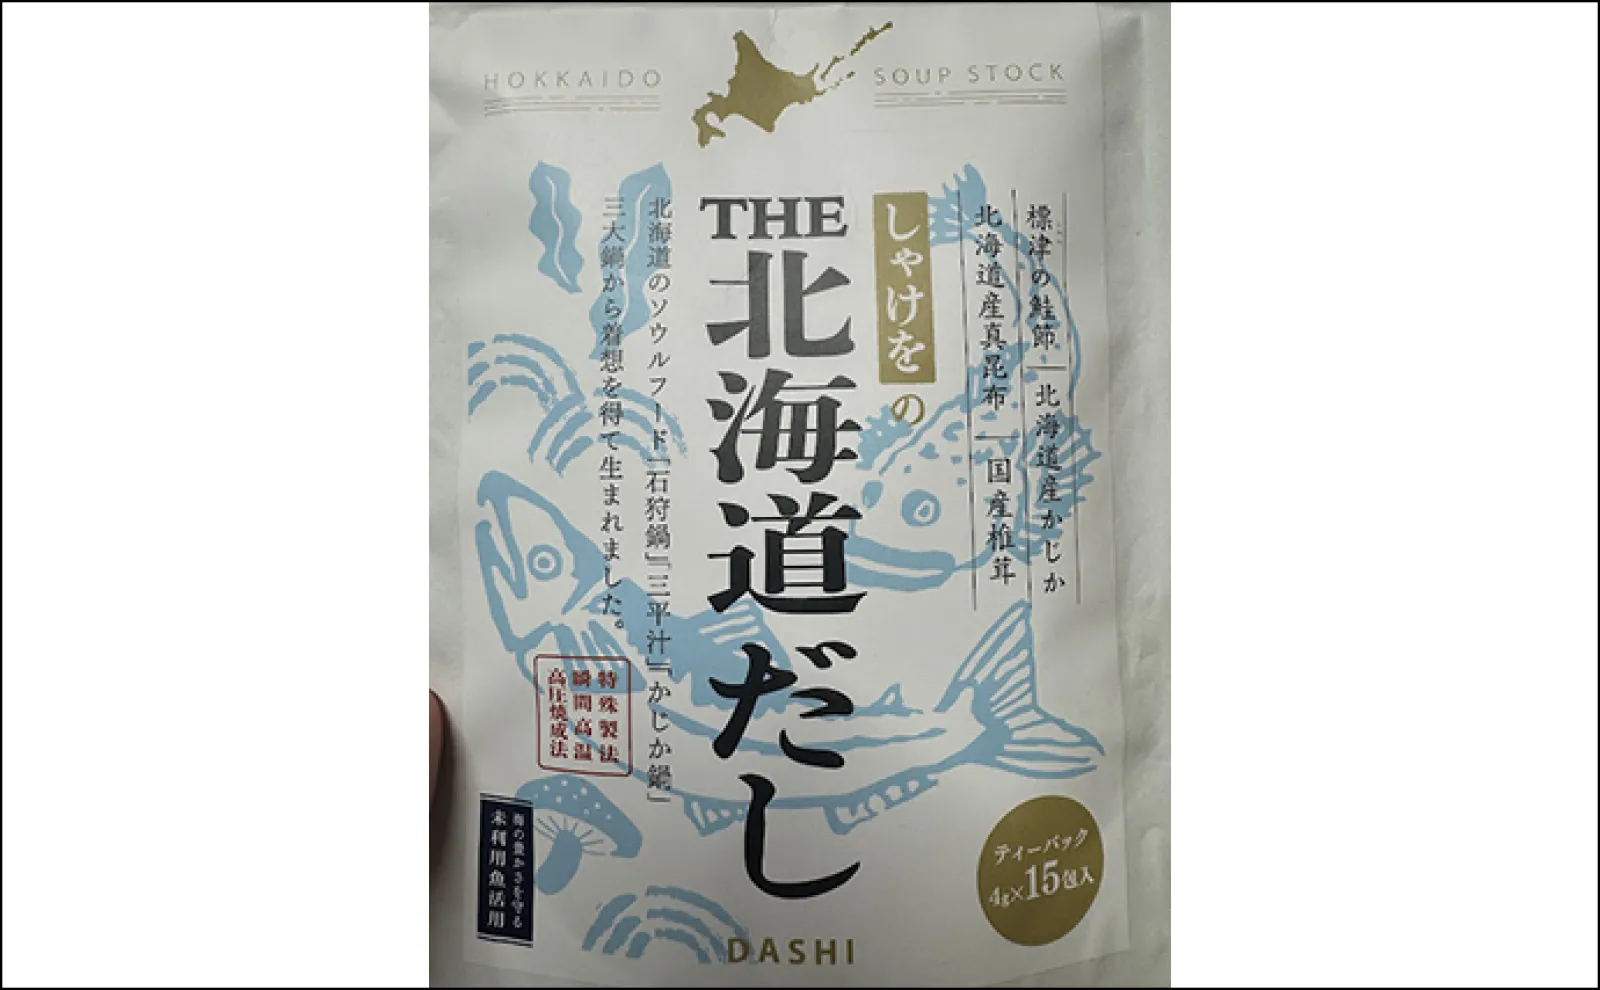 HOKKAIDO
SOUP STOCK
標津の鮭節
北海道産かじか
北海道産真昆布
国産椎茸
しゃけをの
THE北海道だし
北海道のソウルフード「石狩鍋」「三平汁」「かじか鍋」
三大鍋から着想を得て生まれました。
特殊製法
瞬間高温
高圧焼成法
海の豊かさを守る
未利用魚活用
ティーパック
4g×15包入
DASHI